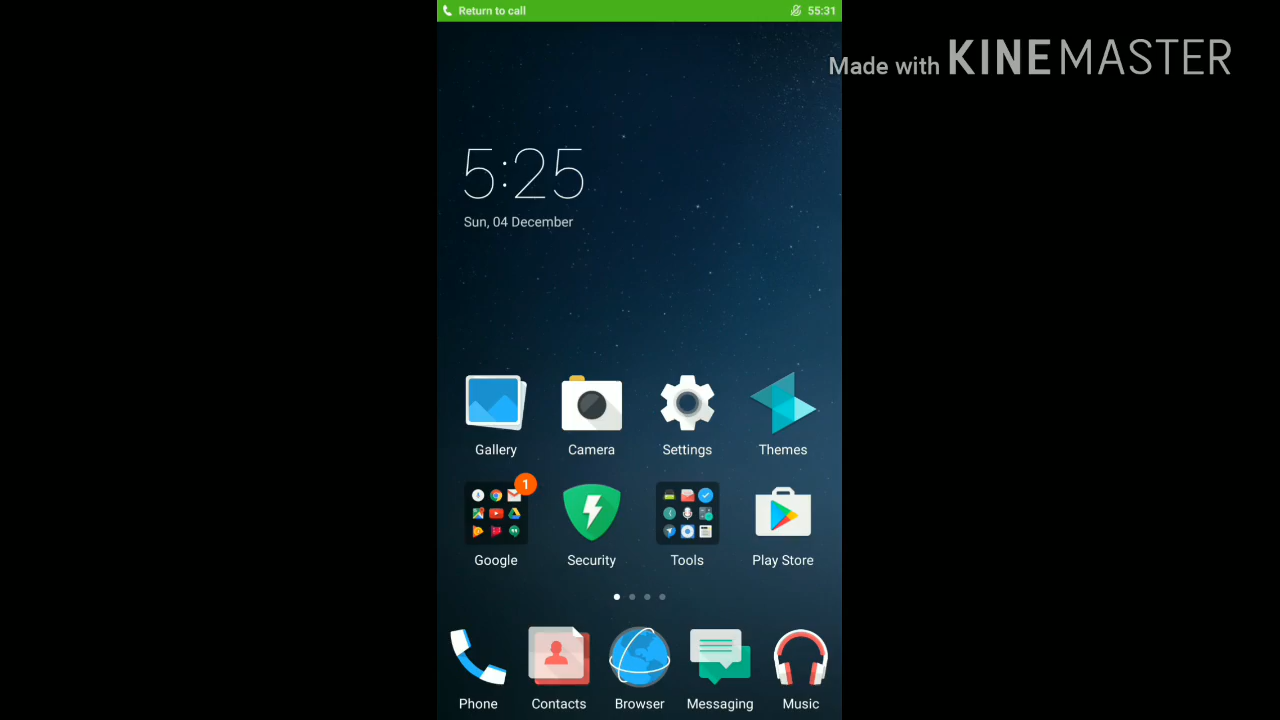 Return to call 55:31
Made with KINEMASTER
5:25
Sun, 04 December
Gallery Camera Settings Themes
1
Google Security Tools Play Store
Phone Contacts Browser Messaging Music